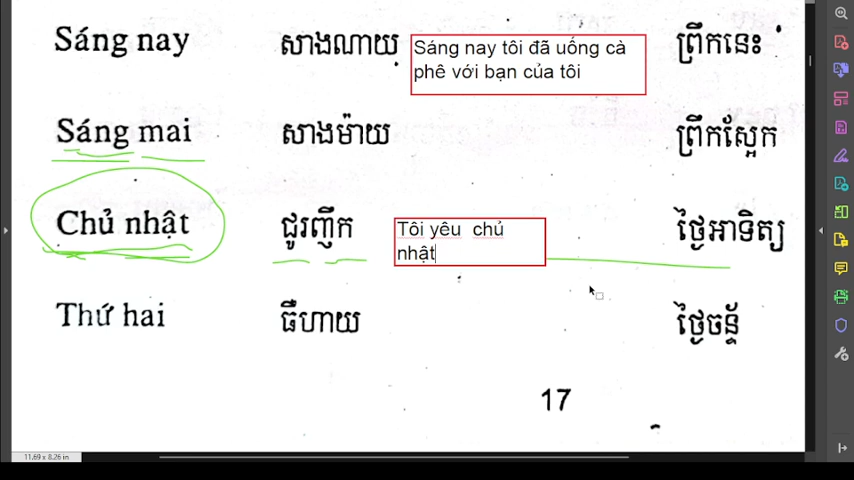 Sáng nay សាងណាយ Sáng nay tôi đã uống cà phê với bạn của tôi ព្រឹកនេះ
Sáng mai សាងម៉ាយ ព្រឹកស្អែក
Chủ nhật ជូរញឹក Tôi yêu chủ nhật ថ្ងៃអាទិត្យ
Thứ hai ធឺហាយ ថ្ងៃចន្ទ័
17
11.69 x 8.26 in